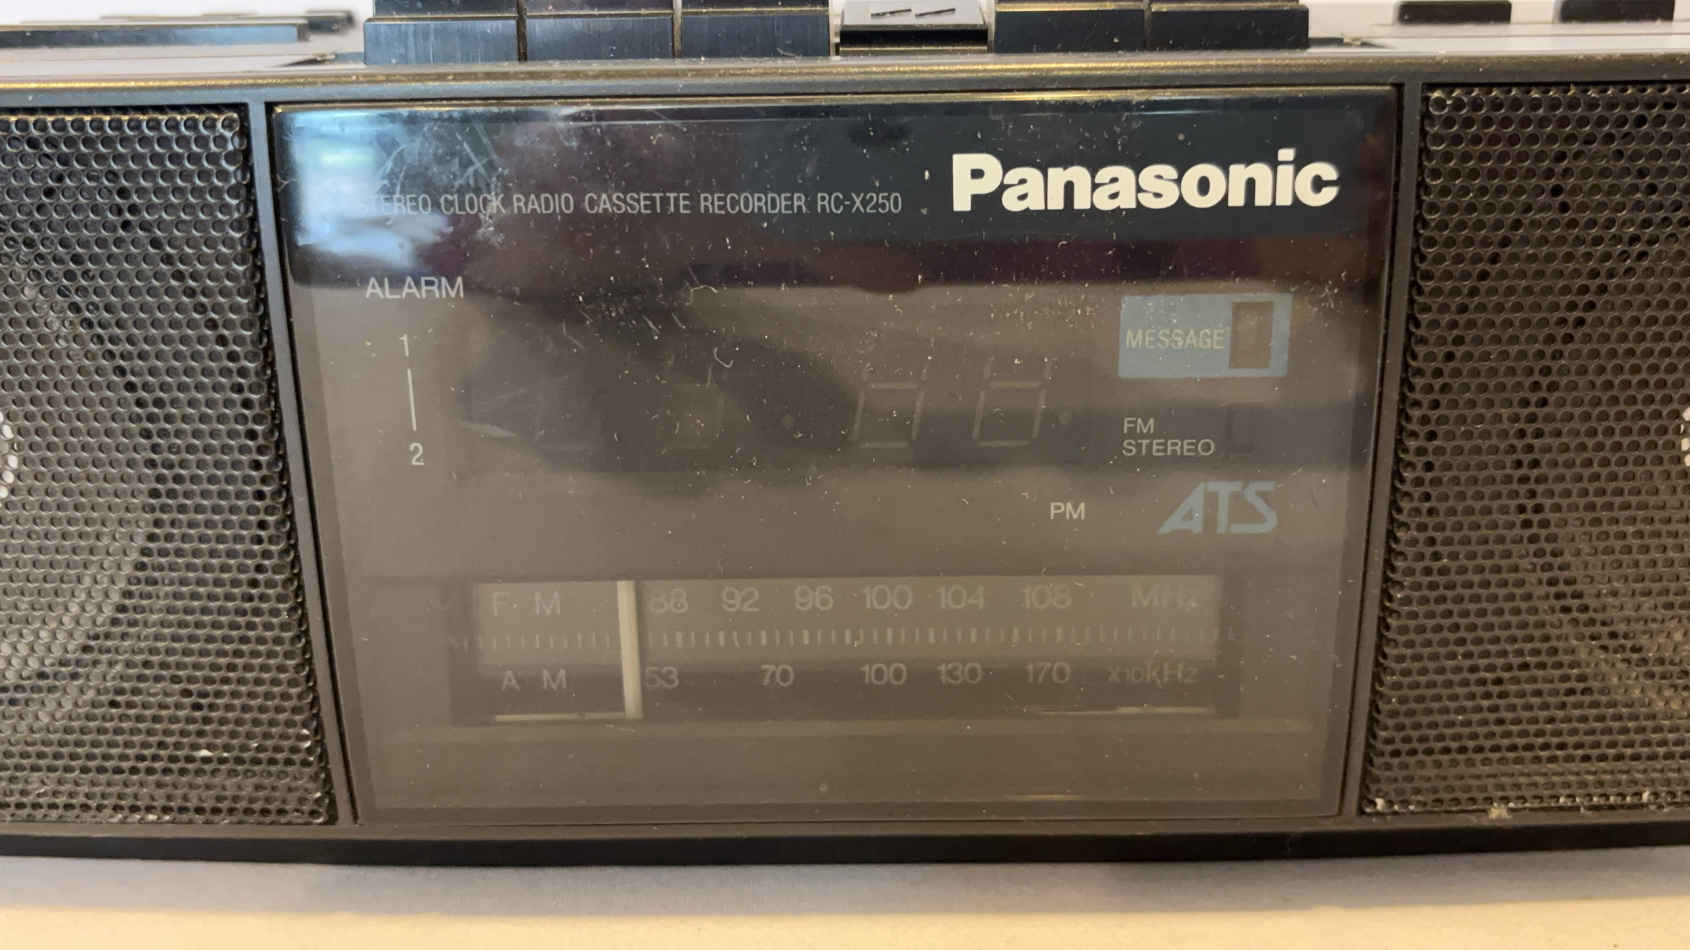 Panasonic
STEREO CLOCK RADIO CASSETTE RECORDER RC-X250
ALARM
1
2
MESSAGE
FM
STEREO
PM
ATS
FM 88 92 96 100 104 108 MHz
AM 53 70 100 130 170 x10kHz